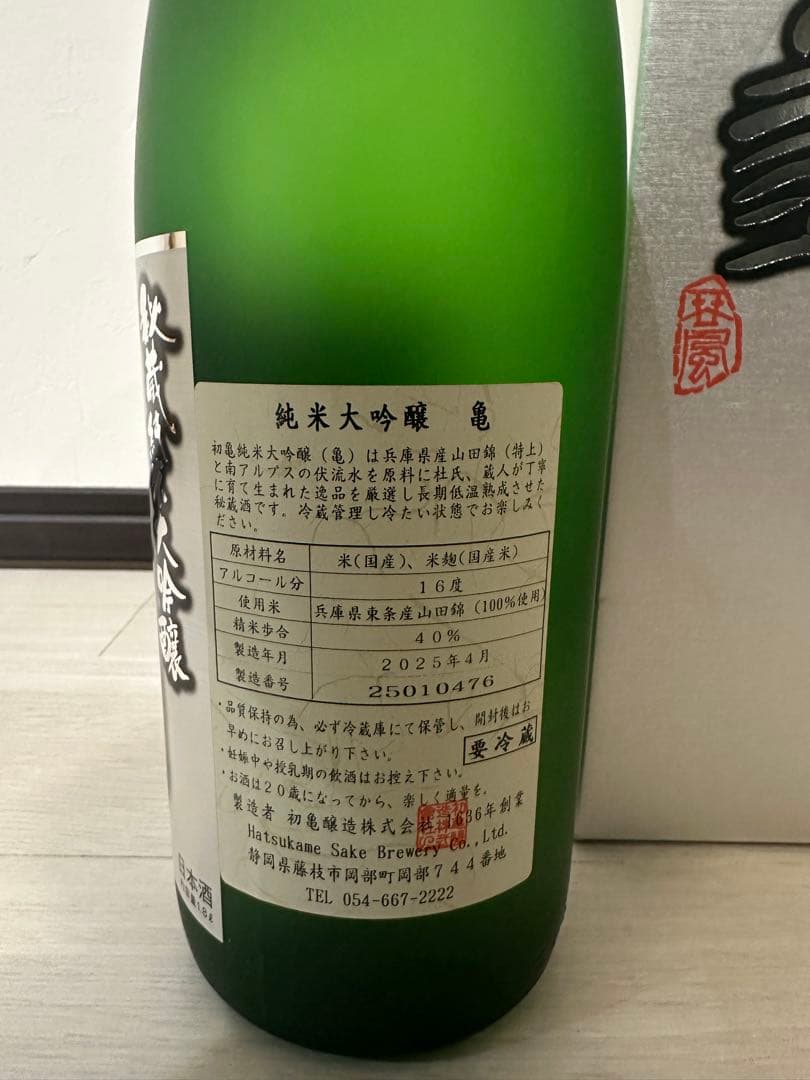 秘蔵純米大吟醸
日本酒
内容量1.8ℓ
純米大吟醸 亀
初亀純米大吟醸（亀）は兵庫県産山田錦（特上）
と南アルプスの伏流水を原料に杜氏、蔵人が丁寧
に育て生まれた逸品を厳選し長期低温熟成させた
秘蔵酒です。冷蔵管理し冷たい状態でお楽しみく
ださい。
原材料名 米(国産)、米麹(国産米)
アルコール分 16度
使用米 兵庫県東条産山田錦(100%使用)
精米歩合 40%
製造年月 2025年4月
製造番号 25010476
・品質保持の為、必ず冷蔵庫にて保管し、開封後はお
早めにお召し上がり下さい。
要冷蔵
・妊娠中や授乳期の飲酒はお控え下さい。
・お酒は20歳になってから、楽しく適量を。
製造者 初亀醸造株式会社 1636年創業
Hatsukame Sake Brewery Co.,Ltd.
静岡県藤枝市岡部町岡部744番地
TEL 054-667-2222